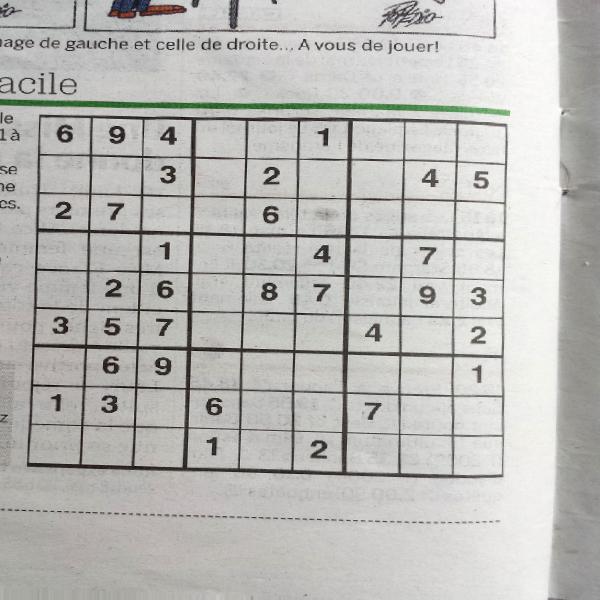 nage de gauche et celle de droite... A vous de jouer!
acile
le
1 à
se
ne
cs.
z
6 9 4 1
3 2 4 5
2 7 6
1 4 7
2 6 8 7 9 3
3 5 7 4 2
6 9 1
1 3 6 7
1 2